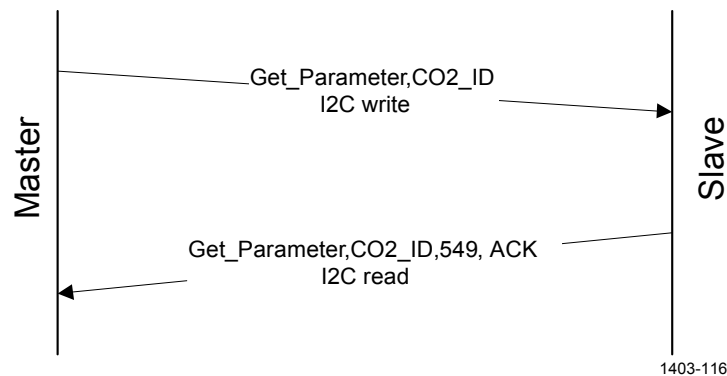 Get_Parameter,CO2_ID
I2C write
Master
Slave
Get_Parameter,CO2_ID,549, ACK
I2C read
1403-116